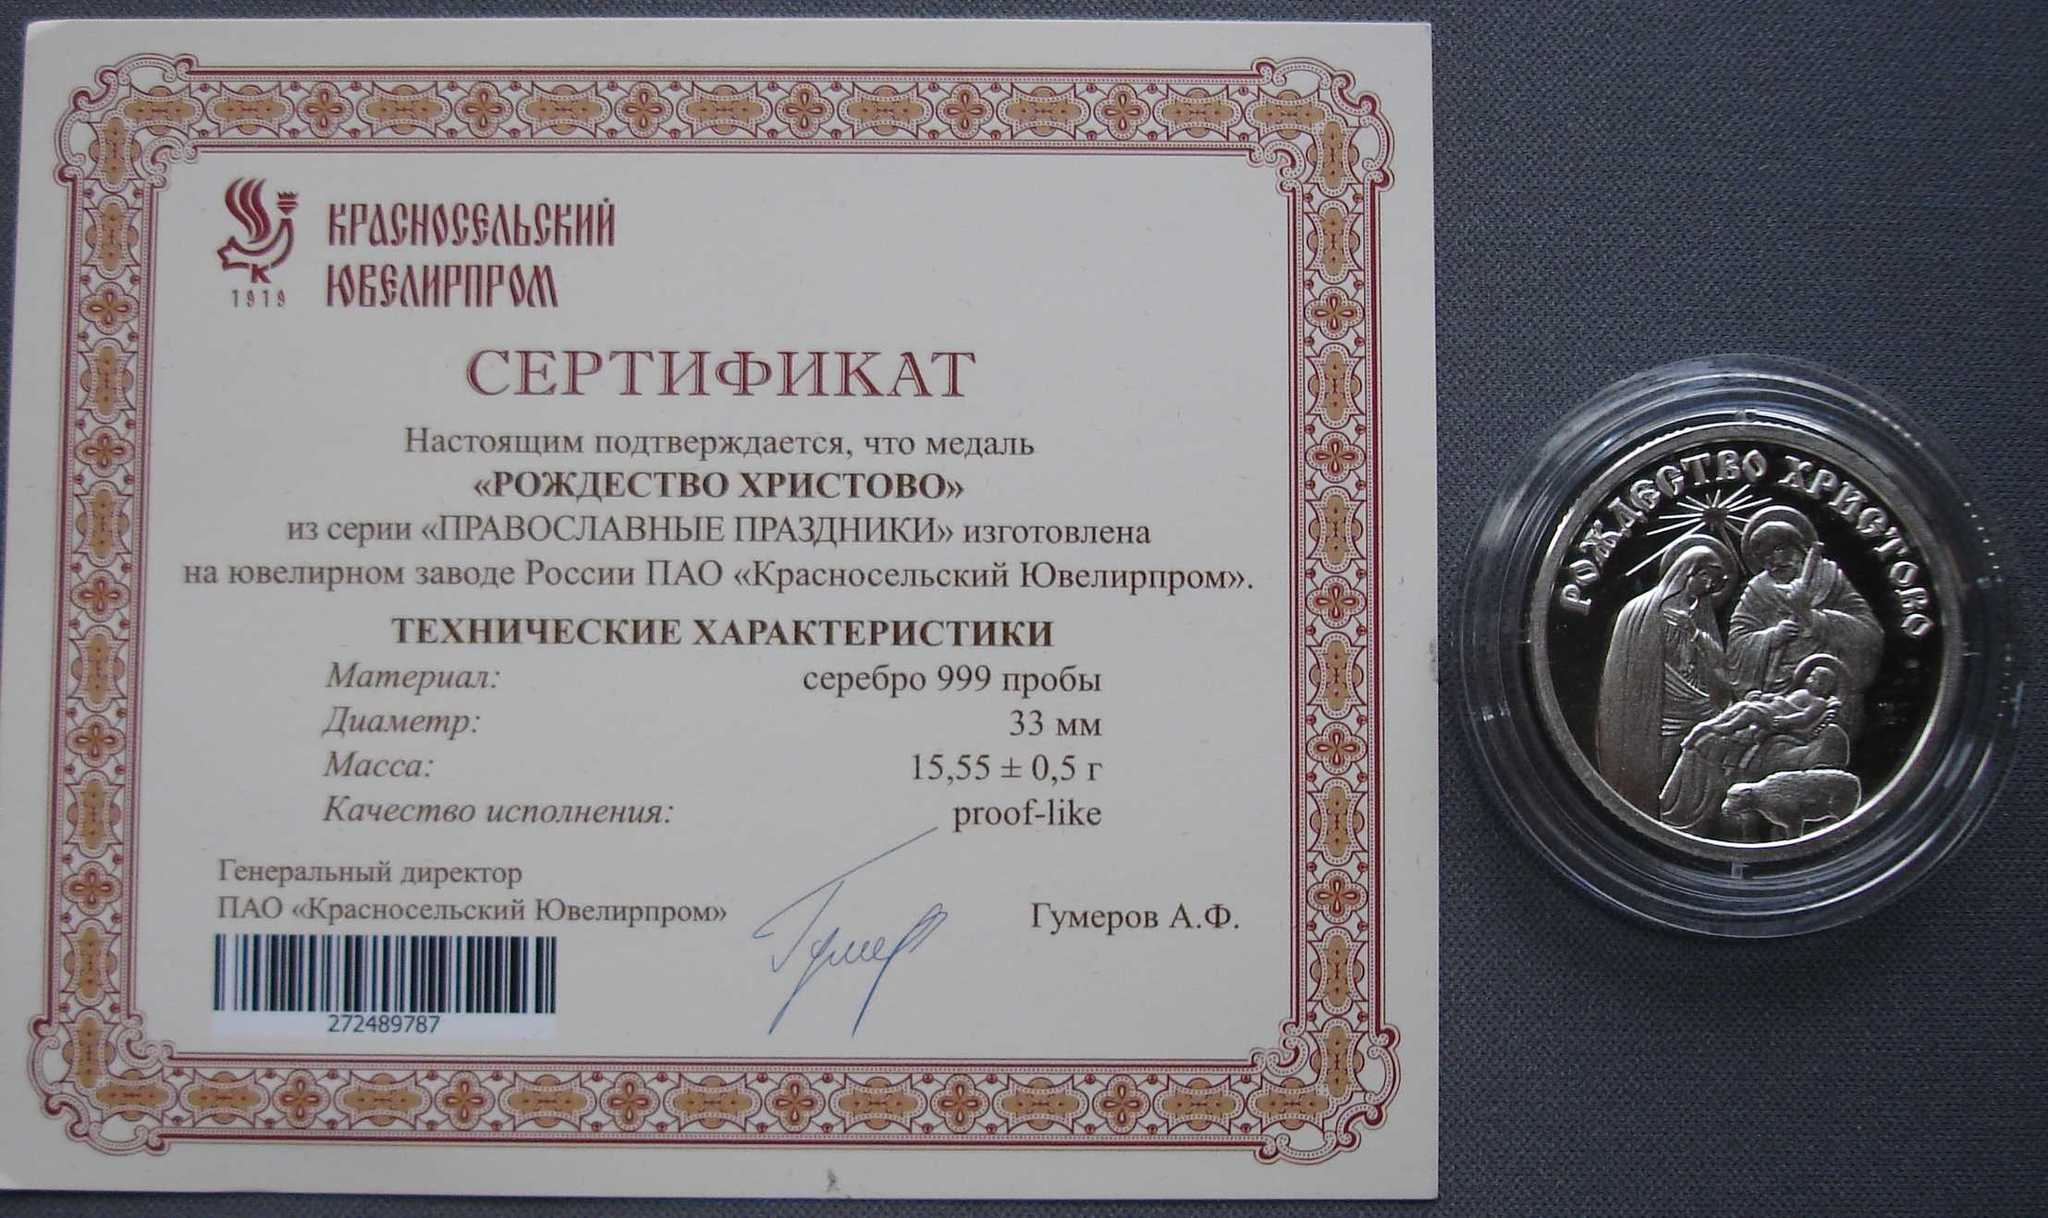 КРАСНОСЕЛЬСКИЙ
ЮВЕЛИРПРОМ
К
1919
СЕРТИФИКАТ
Настоящим подтверждается, что медаль
«РОЖДЕСТВО ХРИСТОВО»
из серии «ПРАВОСЛАВНЫЕ ПРАЗДНИКИ» изготовлена
на ювелирном заводе России ПАО «Красносельский Ювелирпром».
ТЕХНИЧЕСКИЕ ХАРАКТЕРИСТИКИ
Материал: серебро 999 пробы
Диаметр: 33 мм
Масса: 15,55 ± 0,5 г
Качество исполнения: proof-like
Генеральный директор
ПАО «Красносельский Ювелирпром»
Гумеров А.Ф.
272489787
РОЖДЕСТВО ХРИСТОВО